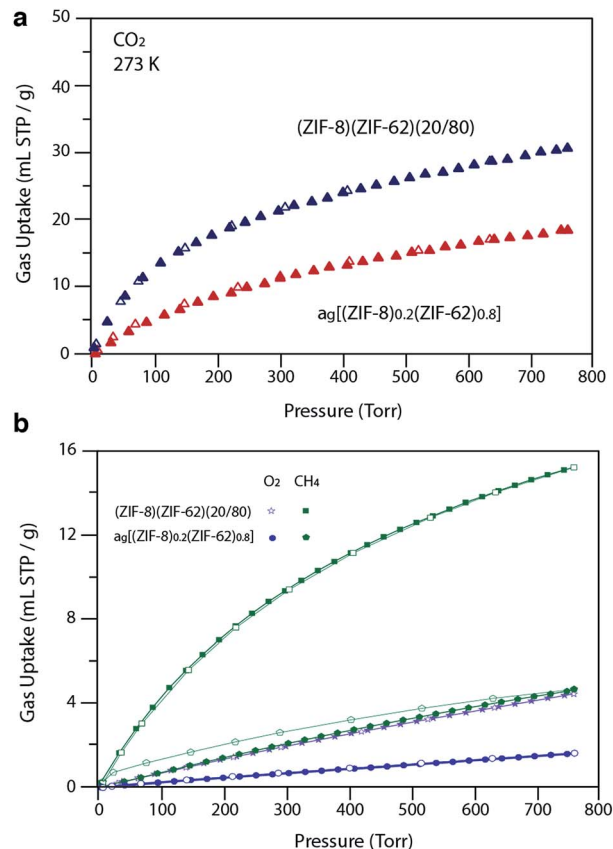 a
CO₂
273 K
(ZIF-8)(ZIF-62)(20/80)
ag[(ZIF-8)0.2(ZIF-62)0.8]
Gas Uptake (mL STP / g)
50
40
30
20
10
0
0 100 200 300 400 500 600 700 800
Pressure (Torr)
b
O₂ CH₄
(ZIF-8)(ZIF-62)(20/80)
ag[(ZIF-8)0.2(ZIF-62)0.8]
Gas Uptake (mL STP / g)
16
12
8
4
0
0 100 200 300 400 500 600 700 800
Pressure (Torr)